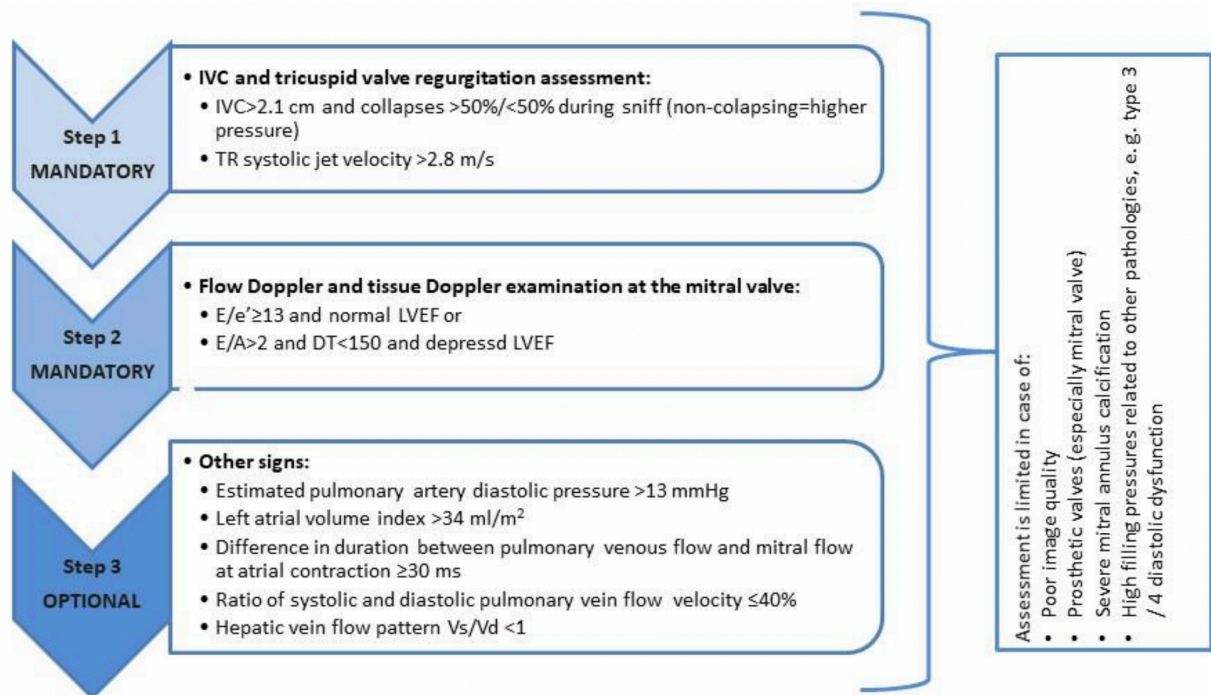 Step 1
MANDATORY
• IVC and tricuspid valve regurgitation assessment:
• IVC>2.1 cm and collapses >50%/<50% during sniff (non-colapsing=higher
pressure)
• TR systolic jet velocity >2.8 m/s
Step 2
MANDATORY
• Flow Doppler and tissue Doppler examination at the mitral valve:
• E/e’≥13 and normal LVEF or
• E/A>2 and DT<150 and depressd LVEF
Step 3
OPTIONAL
• Other signs:
• Estimated pulmonary artery diastolic pressure >13 mmHg
• Left atrial volume index >34 ml/m²
• Difference in duration between pulmonary venous flow and mitral flow
at atrial contraction ≥30 ms
• Ratio of systolic and diastolic pulmonary vein flow velocity ≤40%
• Hepatic vein flow pattern Vs/Vd <1
Assessment is limited in case of:
• Poor image quality
• Prosthetic valves (especially mitral valve)
• Severe mitral annulus calcification
• High filling pressures related to other pathologies, e. g. type 3
/ 4 diastolic dysfunction